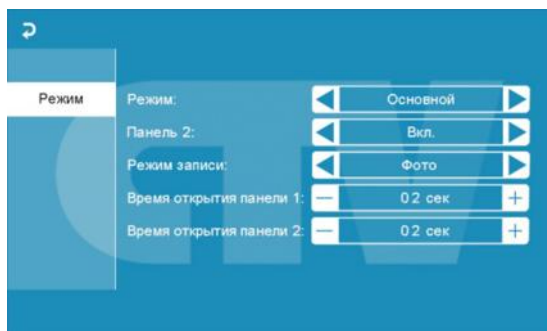 Режим
Режим: Основной
Панель 2: Вкл.
Режим записи: Фото
Время открытия панели 1: 02 сек
Время открытия панели 2: 02 сек